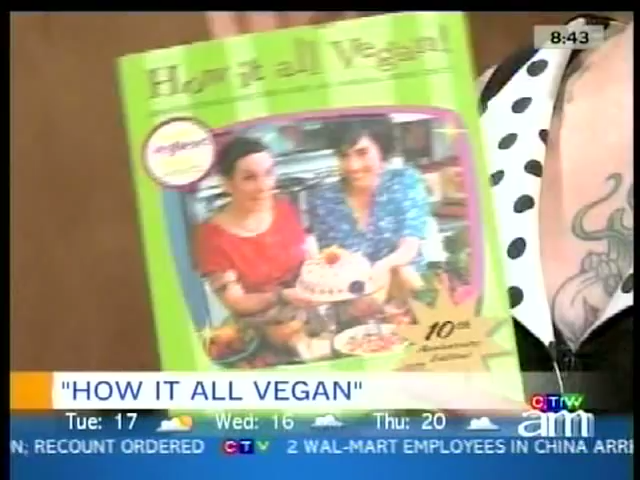 8:43
How it all Vegan!
10th
Anniversary
Edition!
"HOW IT ALL VEGAN"
CTV
am
Tue: 17 Wed: 16 Thu: 20
N; RECOUNT ORDERED CTV 2 WAL-MART EMPLOYEES IN CHINA ARRE